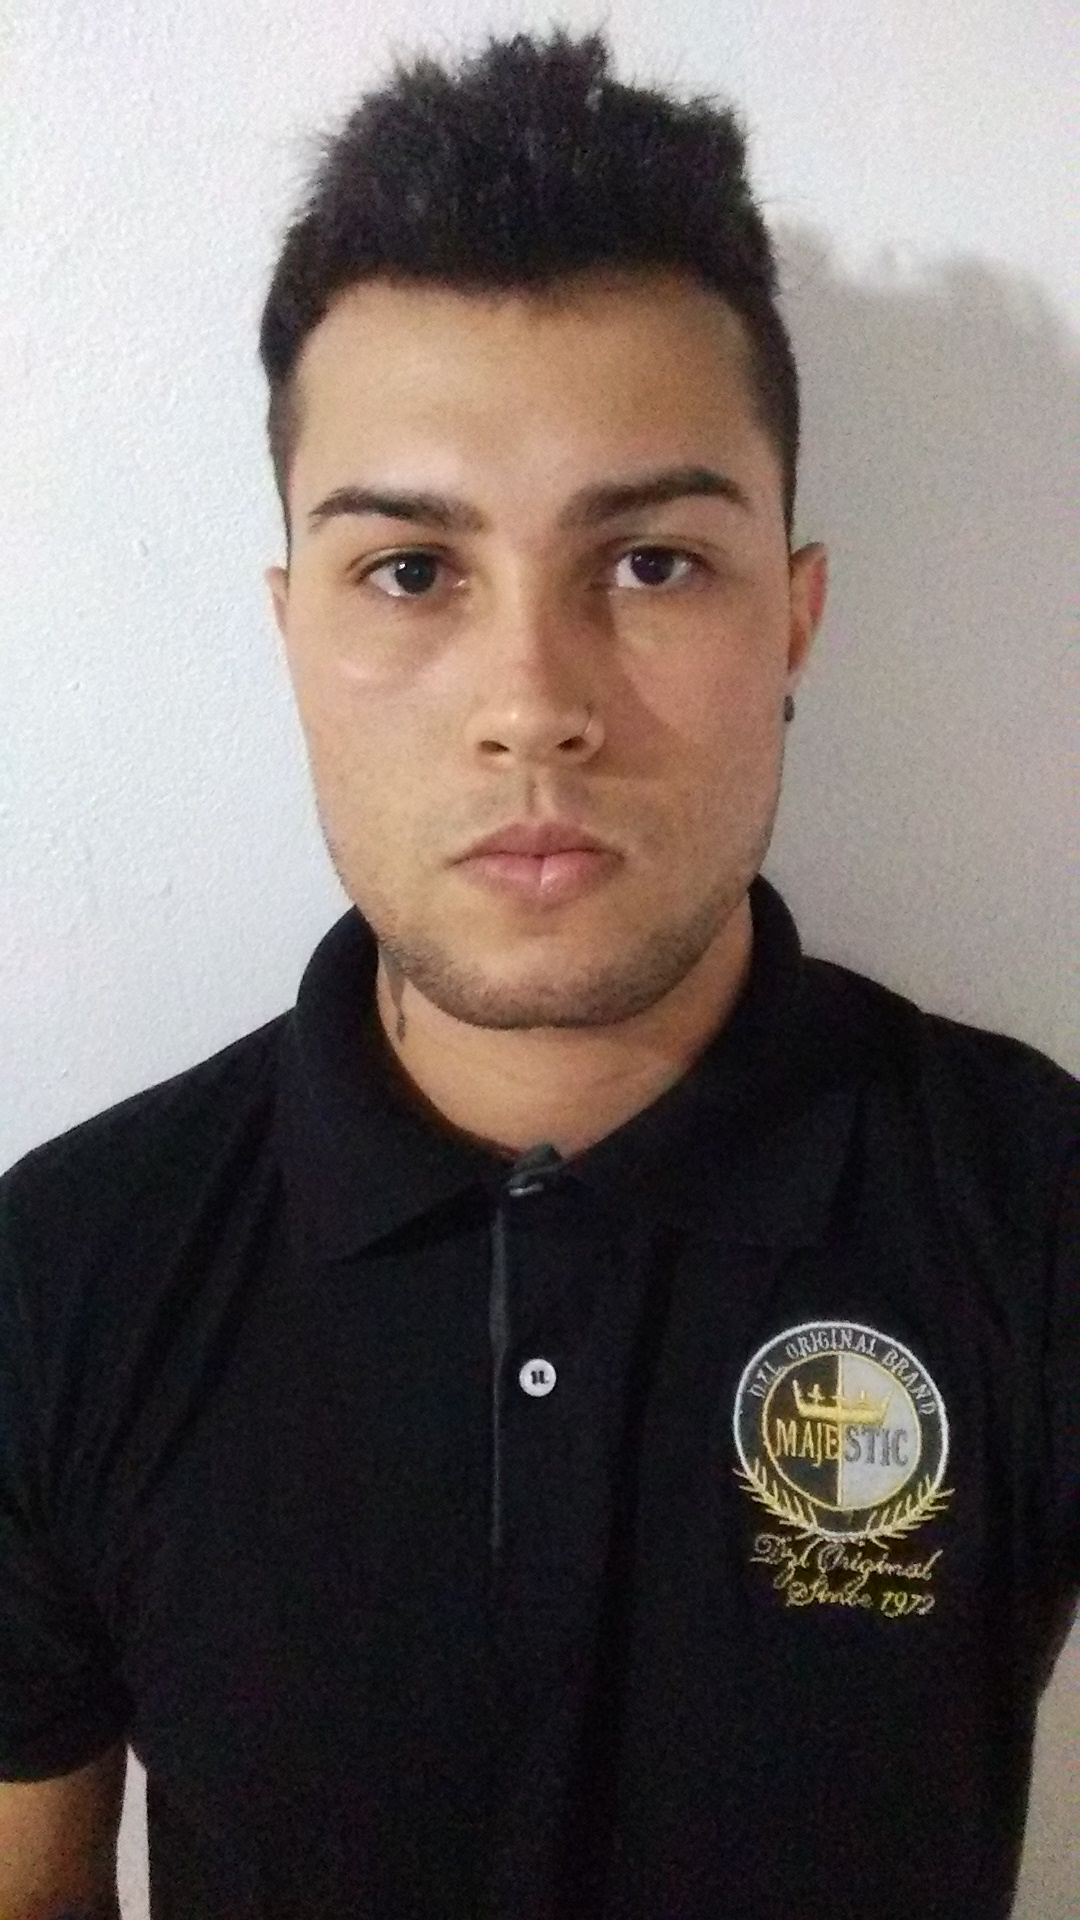 DZL ORIGINAL BRAND
MAJESTIC
Dzl Original
Since 1972